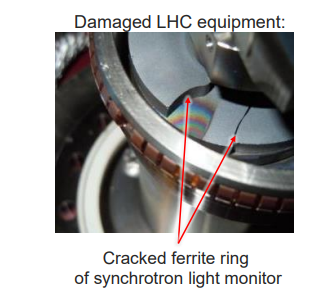 Damaged LHC equipment:
Cracked ferrite ring
of synchrotron light monitor